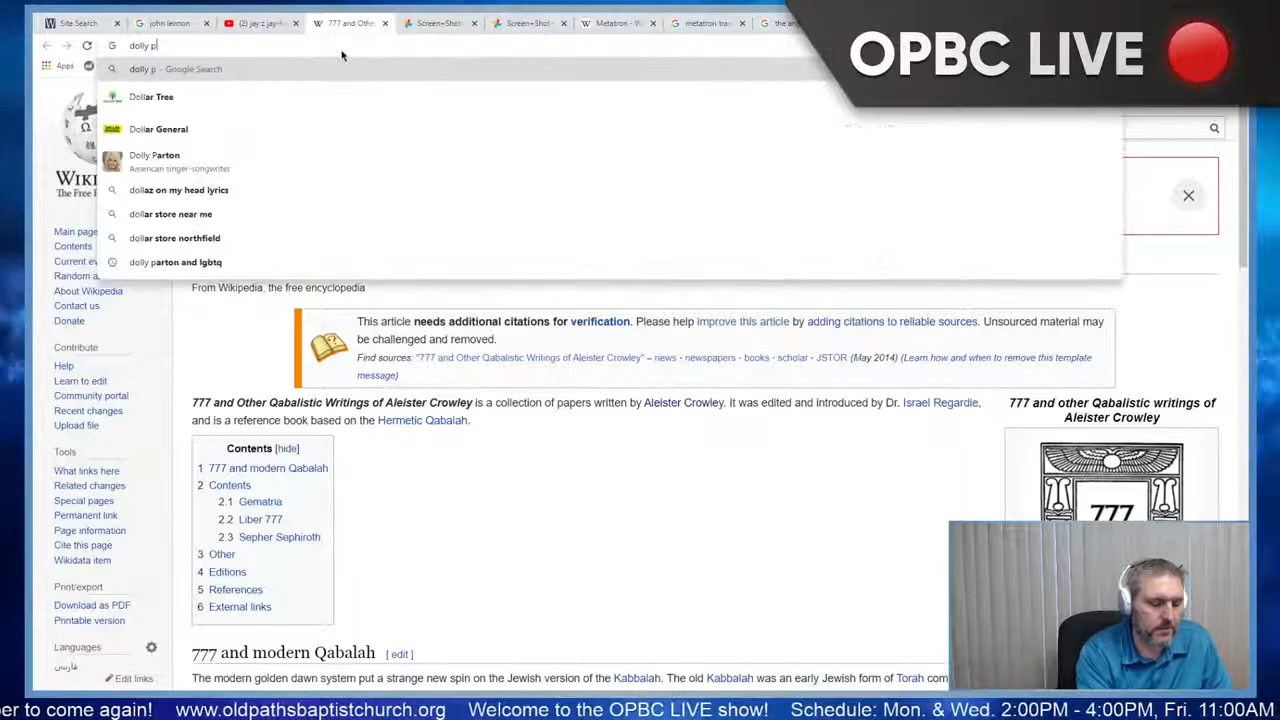 Site Search
john lennon
(2) jay z jay-
777 and Othe
Screen+Shot
Screen+Shot
Metatron - W
metatron tra
the an
OPBC LIVE
dolly p
Apps
dolly p - Google Search
Dollar Tree
Dollar General
Dolly Parton
American singer-songwriter
dollaz on my head lyrics
dollar store near me
dollar store northfield
dolly parton and lgbtq
WIK
The Free
Main page
Contents
Current ev
Random a
About Wikipedia
Contact us
Donate
Contribute
Help
Learn to edit
Community portal
Recent changes
Upload file
Tools
What links here
Related changes
Special pages
Permanent link
Page information
Cite this page
Wikidata item
Print/export
Download as PDF
Printable version
Languages
فارسی
Edit links
From Wikipedia, the free encyclopedia
This article needs additional citations for verification. Please help improve this article by adding citations to reliable sources. Unsourced material may
be challenged and removed.
Find sources: "777 and Other Qabalistic Writings of Aleister Crowley" – news · newspapers · books · scholar · JSTOR (May 2014) (Learn how and when to remove this template
message)
777 and Other Qabalistic Writings of Aleister Crowley is a collection of papers written by Aleister Crowley. It was edited and introduced by Dr. Israel Regardie,
and is a reference book based on the Hermetic Qabalah.
Contents [hide]
1 777 and modern Qabalah
2 Contents
2.1 Gematria
2.2 Liber 777
2.3 Sepher Sephiroth
3 Other
4 Editions
5 References
6 External links
777 and modern Qabalah [ edit ]
The modern golden dawn system put a strange new spin on the Jewish version of the Kabbalah. The old Kabbalah was an early Jewish form of Torah com
777 and other Qabalistic writings of
Aleister Crowley
777
er to come again! www.oldpathsbaptistchurch.org Welcome to the OPBC LIVE show! Schedule: Mon. & Wed. 2:00PM - 4:00PM, Fri. 11:00AM